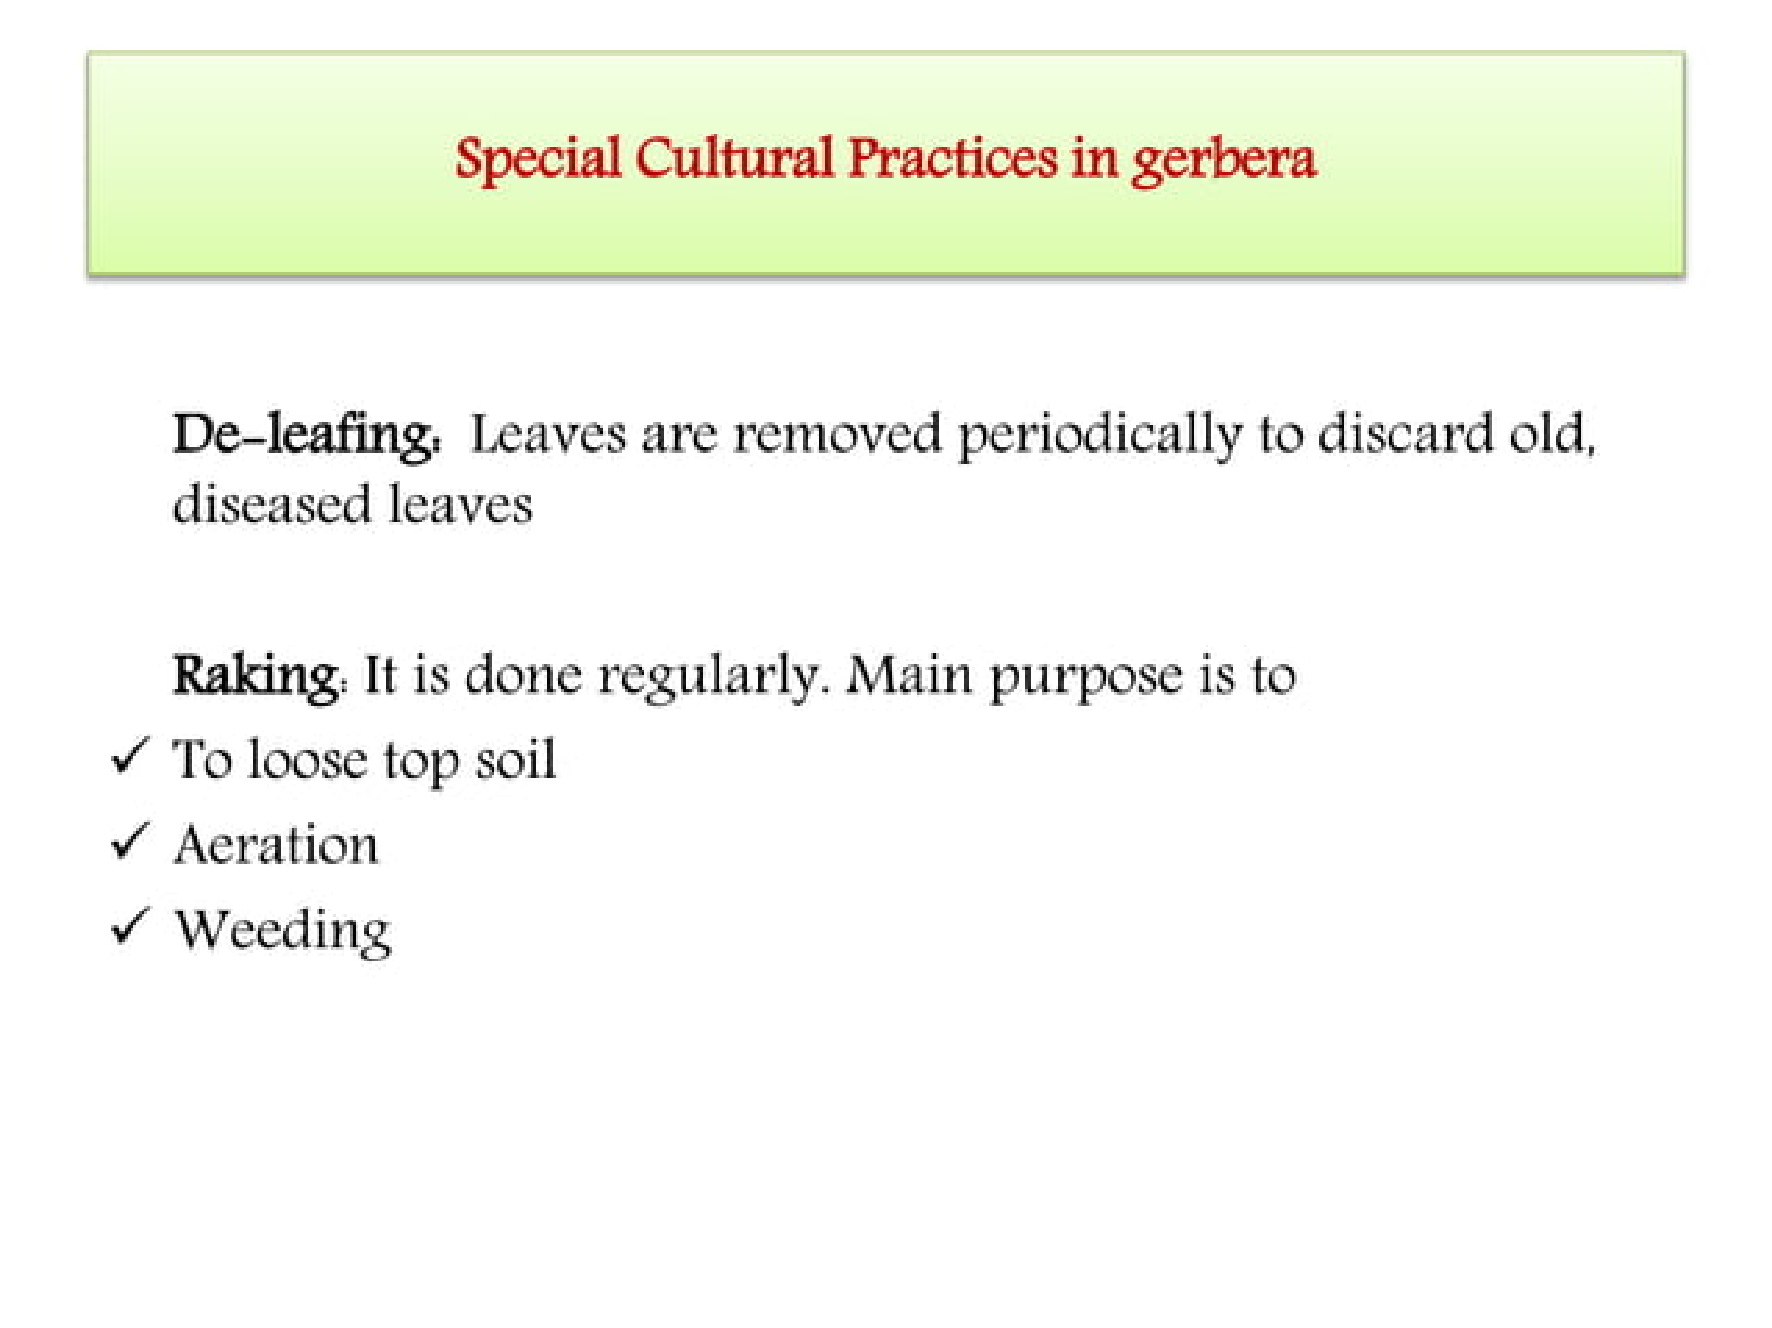 Special Cultural Practices in gerbera
De-leafing: Leaves are removed periodically to discard old,
diseased leaves
Raking: It is done regularly. Main purpose is to
✓ To loose top soil
✓ Aeration
✓ Weeding